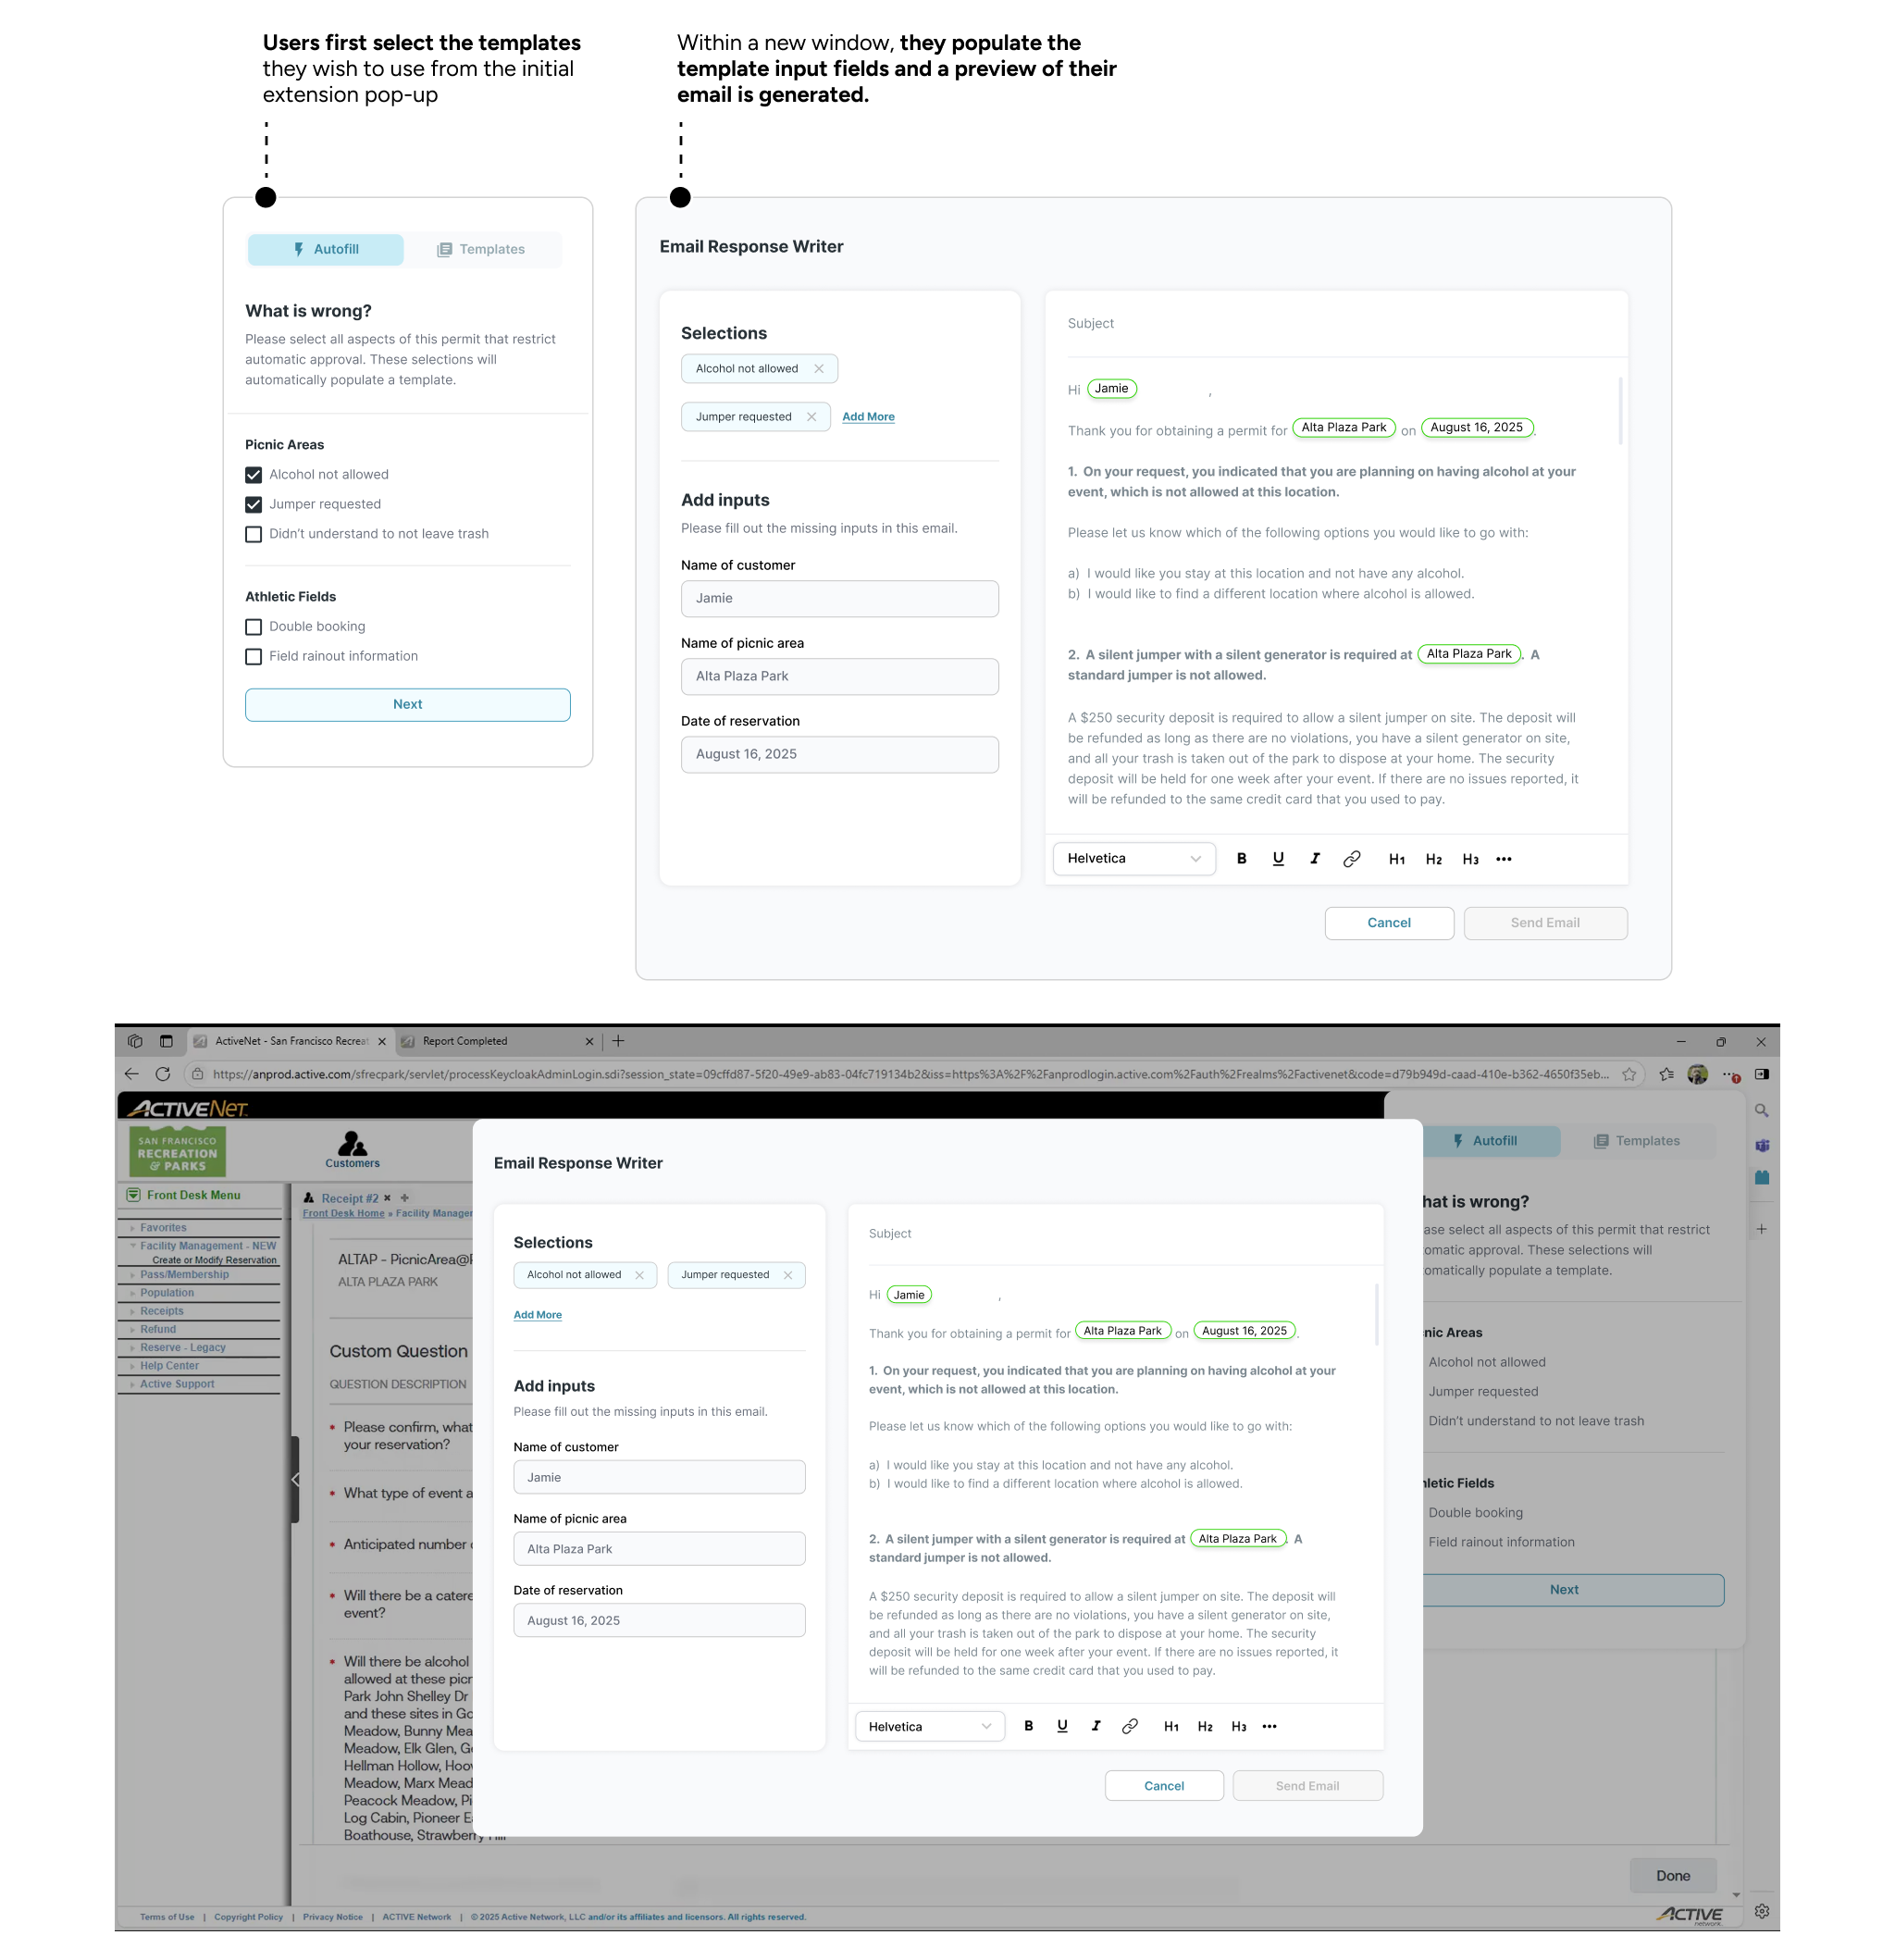 Users first select the templates
they wish to use from the initial
extension pop-up
Within a new window, they populate the
template input fields and a preview of their
email is generated.
Autofill
Templates
What is wrong?
Please select all aspects of this permit that restrict
automatic approval. These selections will
automatically populate a template.
Picnic Areas
Alcohol not allowed
Jumper requested
Didn't understand to not leave trash
Athletic Fields
Double booking
Field rainout information
Next
Email Response Writer
Selections
Alcohol not allowed
Jumper requested
Add More
Add inputs
Please fill out the missing inputs in this email.
Name of customer
Jamie
Name of picnic area
Alta Plaza Park
Date of reservation
August 16, 2025
Subject
Hi Jamie ,
Thank you for obtaining a permit for Alta Plaza Park on August 16, 2025.
1. On your request, you indicated that you are planning on having alcohol at your
event, which is not allowed at this location.
Please let us know which of the following options you would like to go with:
a) I would like you stay at this location and not have any alcohol.
b) I would like to find a different location where alcohol is allowed.
2. A silent jumper with a silent generator is required at Alta Plaza Park. A
standard jumper is not allowed.
A $250 security deposit is required to allow a silent jumper on site. The deposit will
be refunded as long as there are no violations, you have a silent generator on site,
and all your trash is taken out of the park to dispose at your home. The security
deposit will be held for one week after your event. If there are no issues reported, it
will be refunded to the same credit card that you used to pay.
Helvetica
B U I H1 H2 H3
Cancel
Send Email
ActiveNet - San Francisco Recreat
Report Completed
https://anprod.active.com/sfrecpark/servlet/processKeycloakAdminLogin.sdi?session_state=09cffd87-5f20-49e9-ab83-04fc719134b2&iss=https%3A%2F%2Fanprodlogin.active.com%2Fauth%2Frealms%2Factivenet&code=d79b949d-caad-410e-b362-4650f35eb...
ACTIVENet
SAN FRANCISCO
RECREATION
& PARKS
Customers
Front Desk Menu
Favorites
Facility Management - NEW
Create or Modify Reservation
Pass/Membership
Population
Receipts
Refund
Reserve - Legacy
Help Center
Active Support
Receipt #2
Front Desk Home » Facility Manager
ALTAP - PicnicArea@
ALTA PLAZA PARK
Custom Question
QUESTION DESCRIPTION
* Please confirm, what
your reservation?
* What type of event a
* Anticipated number
* Will there be a catere
event?
* Will there be alcohol
allowed at these picn
Park John Shelley Dr
and these sites in Go
Meadow, Bunny Mea
Meadow, Elk Glen, G
Hellman Hollow, Hoov
Meadow, Marx Mead
Peacock Meadow, Pi
Log Cabin, Pioneer E
Boathouse, Strawberry Hill
Email Response Writer
Selections
Alcohol not allowed
Jumper requested
Add More
Add inputs
Please fill out the missing inputs in this email.
Name of customer
Jamie
Name of picnic area
Alta Plaza Park
Date of reservation
August 16, 2025
Subject
Hi Jamie ,
Thank you for obtaining a permit for Alta Plaza Park on August 16, 2025.
1. On your request, you indicated that you are planning on having alcohol at your
event, which is not allowed at this location.
Please let us know which of the following options you would like to go with:
a) I would like you stay at this location and not have any alcohol.
b) I would like to find a different location where alcohol is allowed.
2. A silent jumper with a silent generator is required at Alta Plaza Park. A
standard jumper is not allowed.
A $250 security deposit is required to allow a silent jumper on site. The deposit will
be refunded as long as there are no violations, you have a silent generator on site,
and all your trash is taken out of the park to dispose at your home. The security
deposit will be held for one week after your event. If there are no issues reported, it
will be refunded to the same credit card that you used to pay.
Helvetica
B U I H1 H2 H3
Cancel
Send Email
Autofill
Templates
hat is wrong?
ase select all aspects of this permit that restrict
omatic approval. These selections will
omatically populate a template.
nic Areas
Alcohol not allowed
Jumper requested
Didn't understand to not leave trash
hletic Fields
Double booking
Field rainout information
Next
Done
Terms of Use | Copyright Policy | Privacy Notice | ACTIVE Network | © 2025 Active Network, LLC and/or its affiliates and licensors. All rights reserved.
ACTIVE
network